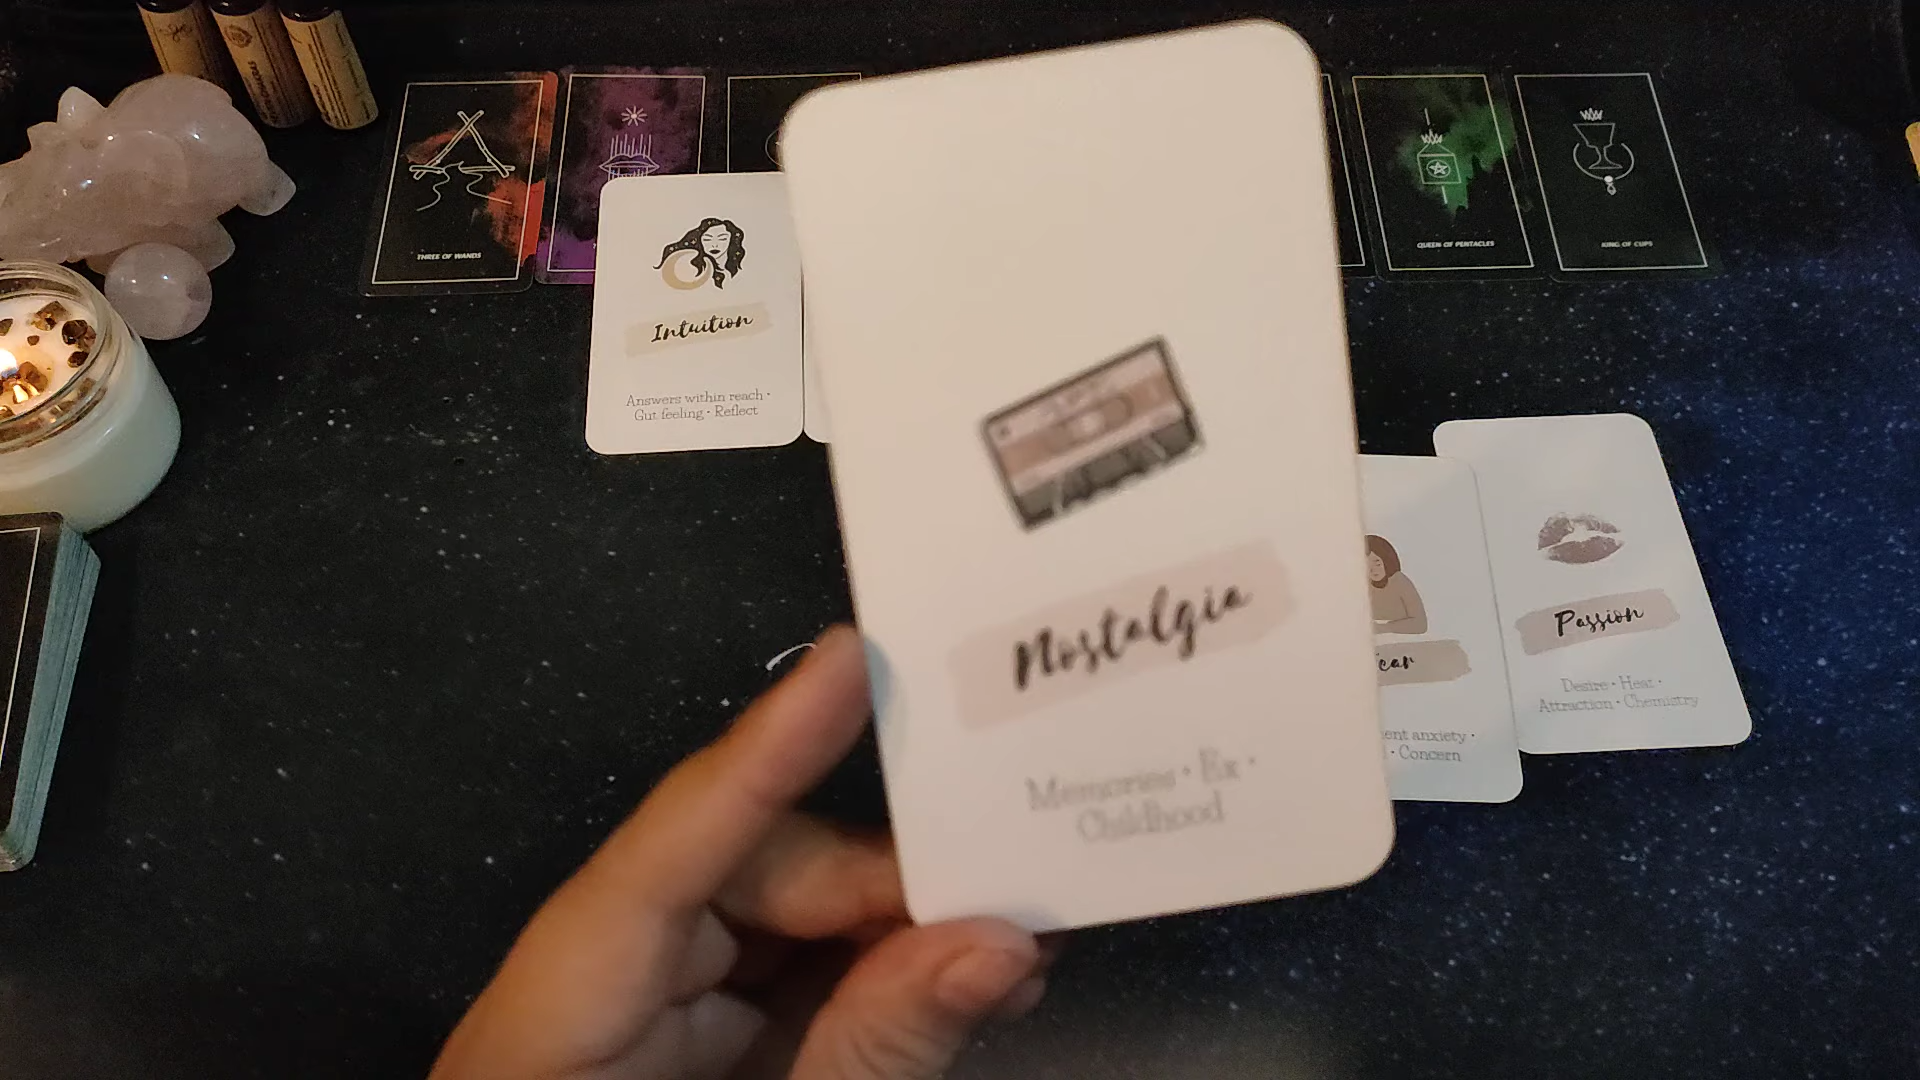 THREE OF WANDS
QUEEN OF PENTACLES
KING OF CUPS
Intuition
Answers within reach •
Gut feeling • Reflect
Nostalgia
Memories • Ex •
Childhood
ear
ent anxiety •
• Concern
Passion
Desire • Heat •
Attraction • Chemistry